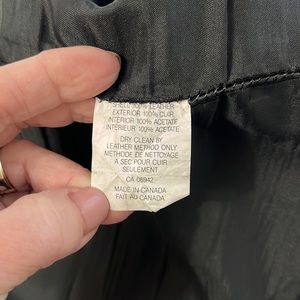 SHELL 100% LEATHER
EXTERIOR 100% CUIR
INTERIOR 100% ACETATE
INTERIEUR 100% ACETATE
DRY CLEAN BY
LEATHER METHOD ONLY
METHODE DE NETTOYAGE
A SEC POUR CUIR
SEULEMENT
CA 06942
MADE IN CANADA
FAIT AU CANADA